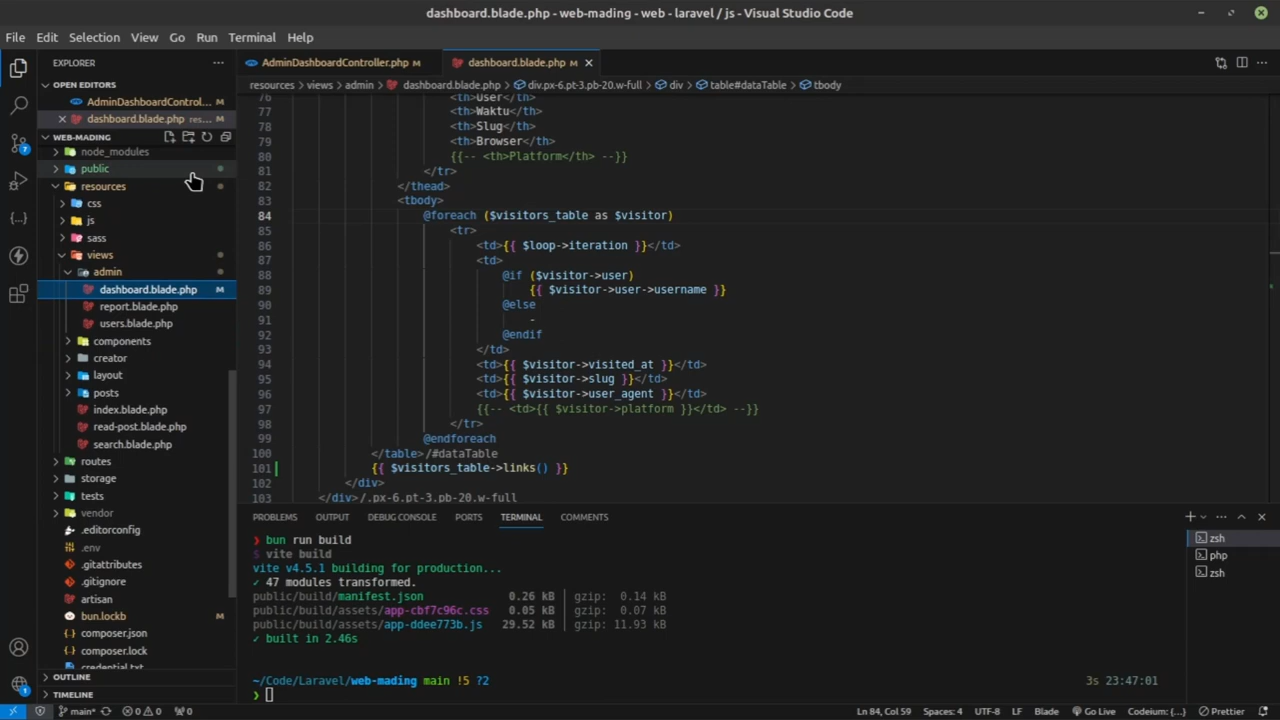 dashboard.blade.php - web-mading - web - laravel / js - Visual Studio Code
File Edit Selection View Go Run Terminal Help
EXPLORER
OPEN EDITORS
AdminDashboardControl... M
dashboard.blade.php res... M
WEB-MADING
node_modules
public
resources
css
js
sass
views
admin
dashboard.blade.php M
report.blade.php
users.blade.php
components
creator
layout
posts
index.blade.php
read-post.blade.php
search.blade.php
routes
storage
tests
vendor
.editorconfig
.env
.gitattributes
.gitignore
artisan
bun.lockb M
composer.json
composer.lock
credential.txt
OUTLINE
TIMELINE
AdminDashboardController.php M dashboard.blade.php M
resources > views > admin > dashboard.blade.php > div.px-6.pt-3.pb-20.w-full > div > table#dataTable > tbody
76 <th>User</th>
77 <th>Waktu</th>
78 <th>Slug</th>
79 <th>Browser</th>
80 {{-- <th>Platform</th> --}}
81 </tr>
82 </thead>
83 <tbody>
84 @foreach ($visitors_table as $visitor)
85 <tr>
86 <td>{{ $loop->iteration }}</td>
87 <td>
88 @if ($visitor->user)
89 {{ $visitor->user->username }}
90 @else
91 -
92 @endif
93 </td>
94 <td>{{ $visitor->visited_at }}</td>
95 <td>{{ $visitor->slug }}</td>
96 <td>{{ $visitor->user_agent }}</td>
97 {{-- <td>{{ $visitor->platform }}</td> --}}
98 </tr>
99 @endforeach
100 </table>/#dataTable
101 {{ $visitors_table->links() }}
102 </div>
103 </div>/.px-6.pt-3.pb-20.w-full
PROBLEMS OUTPUT DEBUG CONSOLE PORTS TERMINAL COMMENTS
❯ bun run build
$ vite build
vite v4.5.1 building for production...
✓ 47 modules transformed.
public/build/manifest.json 0.26 kB │ gzip: 0.14 kB
public/build/assets/app-cbf7c96c.css 0.05 kB │ gzip: 0.07 kB
public/build/assets/app-ddee773b.js 29.52 kB │ gzip: 11.93 kB
✓ built in 2.46s
~/Code/Laravel/web-mading main !5 ?2 3s 23:47:01
❯
zsh
php
zsh
main* 0 0 0 Ln 84, Col 59 Spaces: 4 UTF-8 LF Blade Go Live Codeium: {...} Prettier